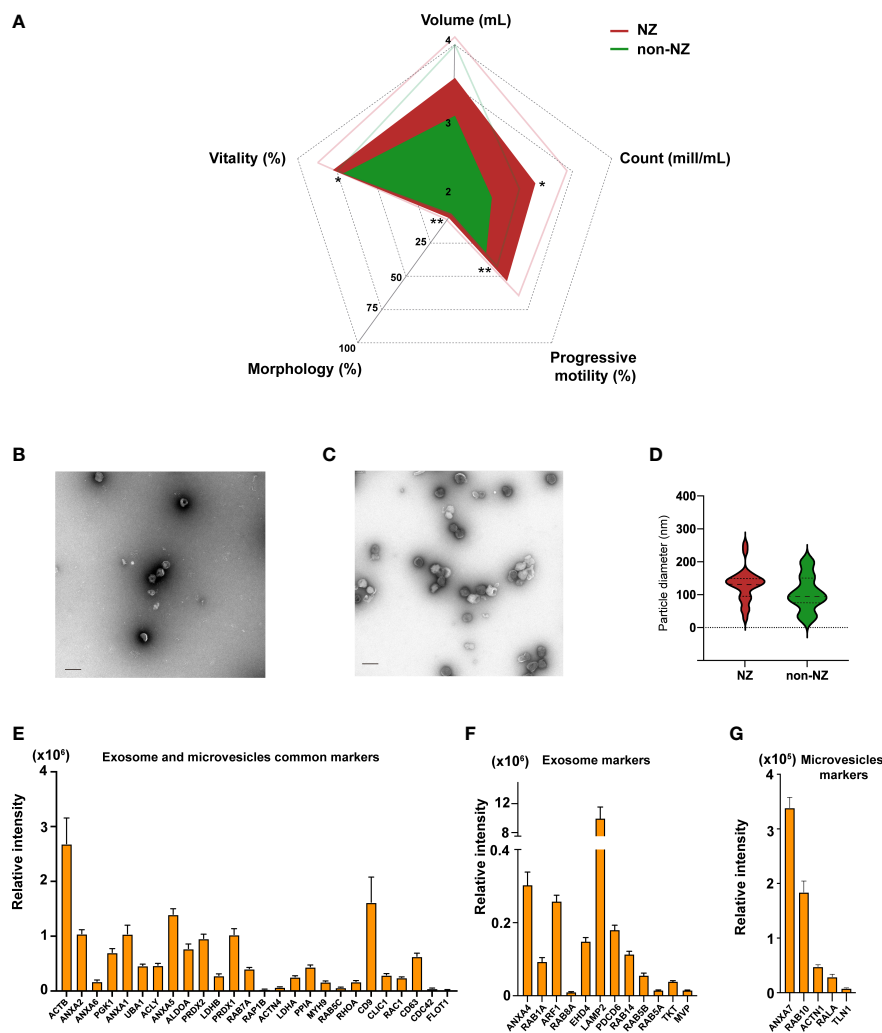 A
Volume (mL)
NZ
non-NZ
4
3
2
Vitality (%)
Count (mill/mL)
*
*
**
**
25
50
75
100
Morphology (%)
Progressive
motility (%)
B
C
D
Particle diameter (nm)
400
300
200
100
0
NZ
non-NZ
E
(x10⁶)
Exosome and microvesicles common markers
Relative intensity
4
3
2
1
0
ACTB
ANXA2
ANXA6
PGK1
ANXA1
UBA1
ACLY
ANXA5
ALDOA
PRDX2
LDHB
PRDX1
RAB7A
RAP1B
ACTN4
LDHA
PPIA
MYH9
RAB5C
RHOA
CD9
CLIC1
RAC1
CD63
CDC42
FLOT1
F
(x10⁶)
Exosome markers
Relative intensity
12
8
0.4
0.2
0
ANXA4
RAB1A
ARF1
RAB8A
EHD4
LAMP2
PDCD6
RAB14
RAB5B
RAB5A
TKT
MVP
G
(x10⁵)
Microvesicles
markers
Relative intensity
4
3
2
1
0
ANXA7
RAB10
ACTN1
RALA
TLN1